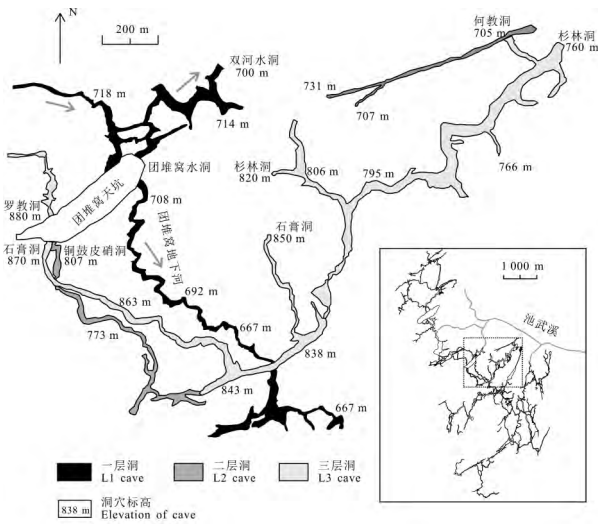 N
200 m
双河水洞
700 m
718 m
714 m
何教洞
705 m
杉林洞
760 m
731 m
707 m
766 m
795 m
杉林洞
820 m
806 m
团堆窝水洞
团堆窝天坑
708 m
团堆窝地下河
罗教洞
880 m
石膏洞
870 m
铜鼓皮硝洞
807 m
石膏洞
850 m
692 m
863 m
667 m
773 m
838 m
843 m
667 m
1 000 m
池武溪
一层洞
L1 cave
二层洞
L2 cave
三层洞
L3 cave
838 m
洞穴标高
Elevation of cave